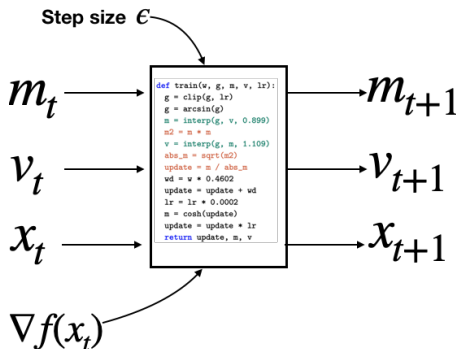 Step size ϵ
m_t
v_t
x_t
∇f(x_t)
def train(w, g, m, v, lr):
g = clip(g, lr)
g = arcsin(g)
m = interp(g, v, 0.899)
m2 = m * m
v = interp(g, m, 1.109)
abs_m = sqrt(m2)
update = m / abs_m
wd = w * 0.4602
update = update + wd
lr = lr * 0.0002
m = cosh(update)
update = update * lr
return update, m, v
m_{t+1}
v_{t+1}
x_{t+1}